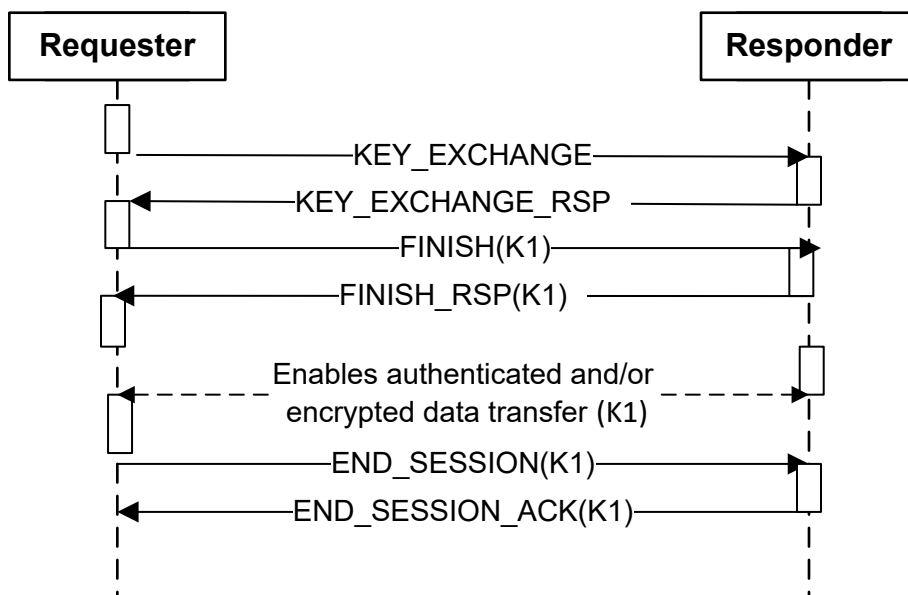 Requester
Responder
KEY_EXCHANGE
KEY_EXCHANGE_RSP
FINISH(K1)
FINISH_RSP(K1)
Enables authenticated and/or
encrypted data transfer (K1)
END_SESSION(K1)
END_SESSION_ACK(K1)